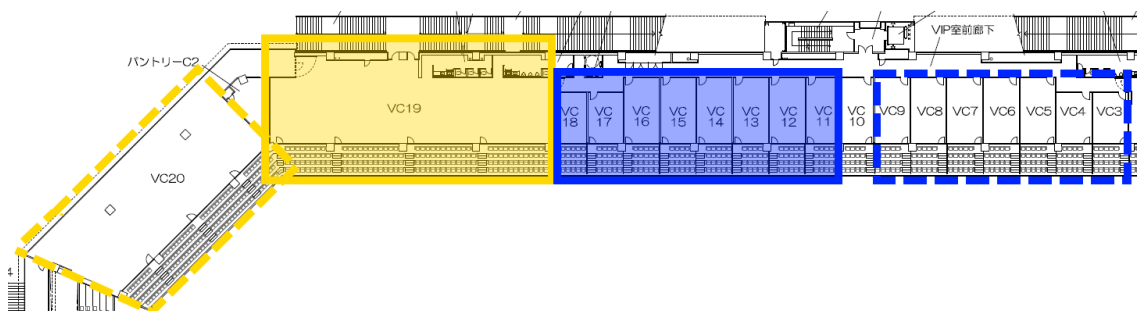 VIP室前廊下
パントリーC2
VC19
VC
18
VC
17
VC
16
VC
15
VC
14
VC
13
VC
12
VC
11
VC
10
VC9
VC8
VC7
VC6
VC5
VC4
VC3
VC20
4